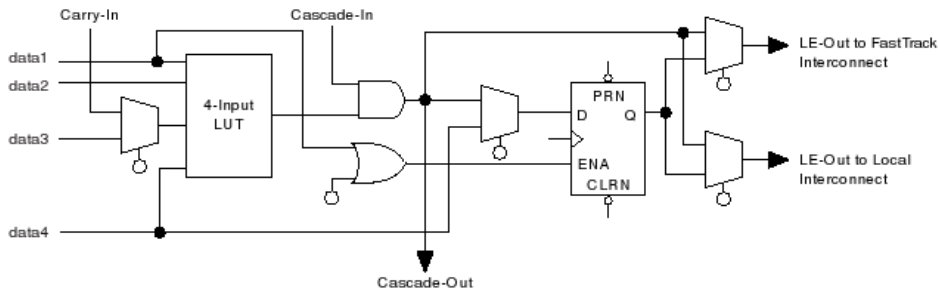 Carry-In
Cascade-In
data1
data2
data3
data4
4-Input
LUT
PRN
D
Q
ENA
CLRN
LE-Out to FastTrack
Interconnect
LE-Out to Local
Interconnect
Cascade-Out